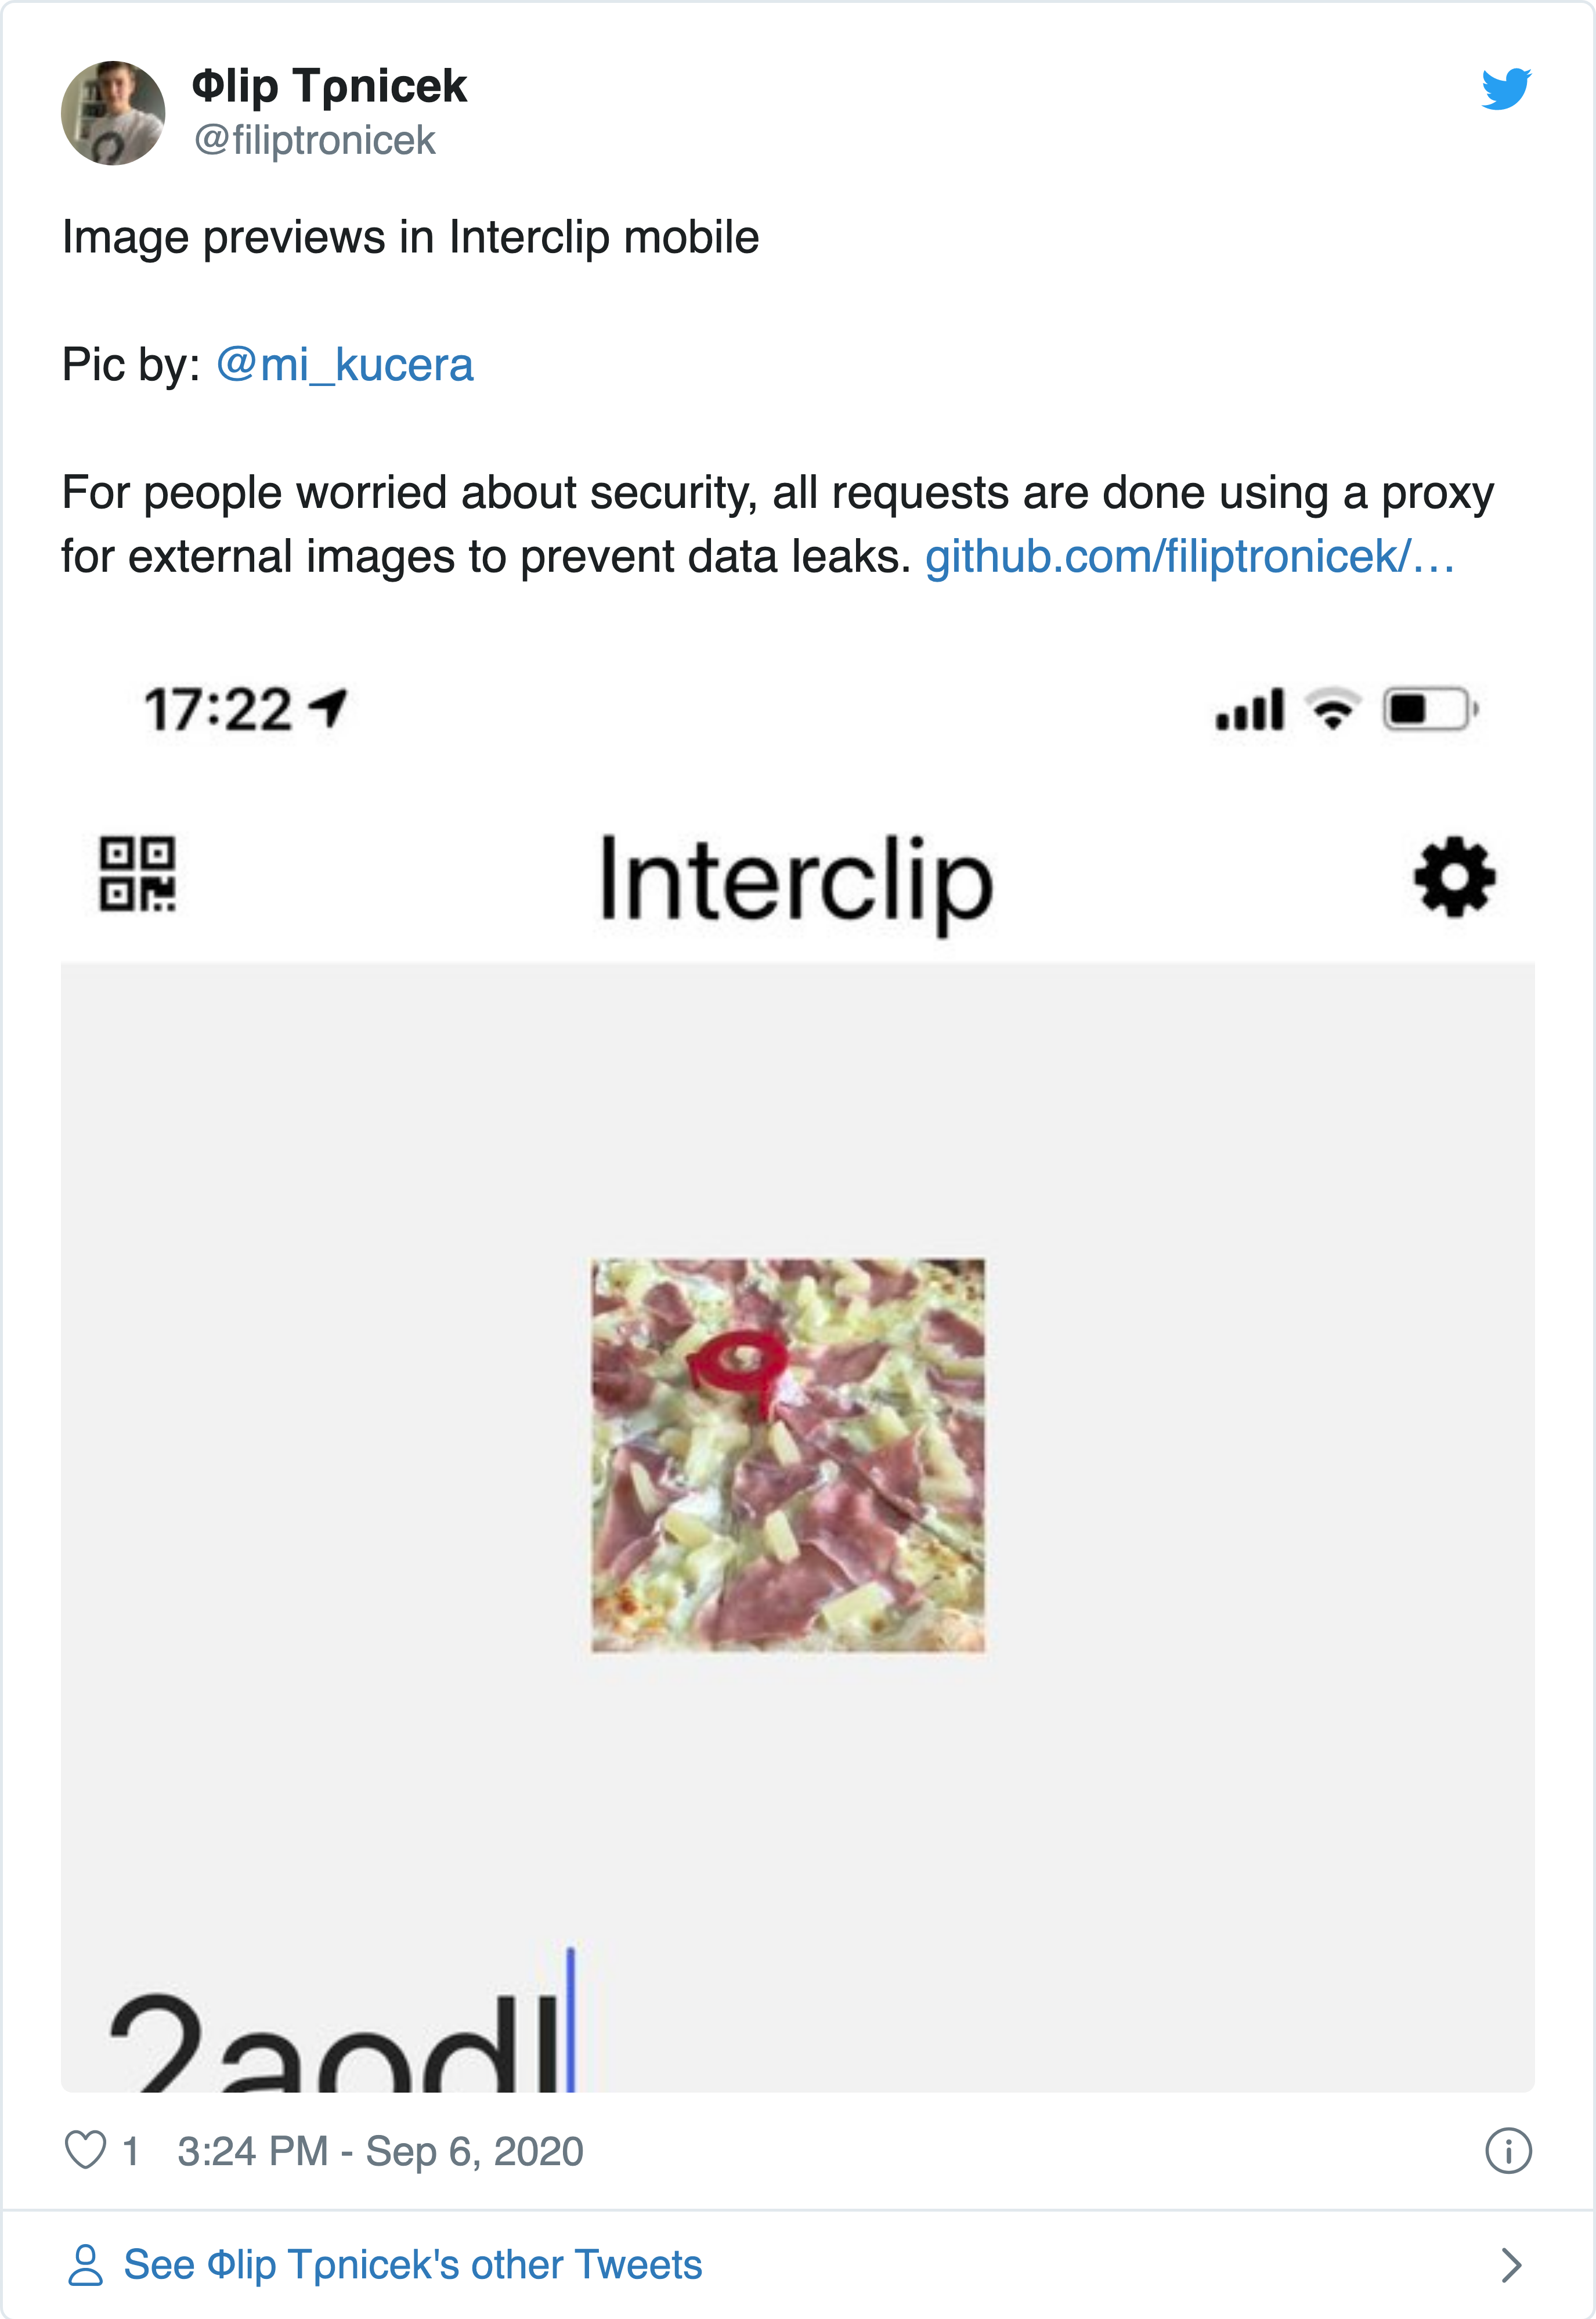 Φlip Tρnicek
@filiptronicek
Image previews in Interclip mobile
Pic by: @mi_kucera
For people worried about security, all requests are done using a proxy
for external images to prevent data leaks. github.com/filiptronicek/…
17:22
Interclip
2aodl
1 3:24 PM - Sep 6, 2020
See Φlip Tρnicek's other Tweets